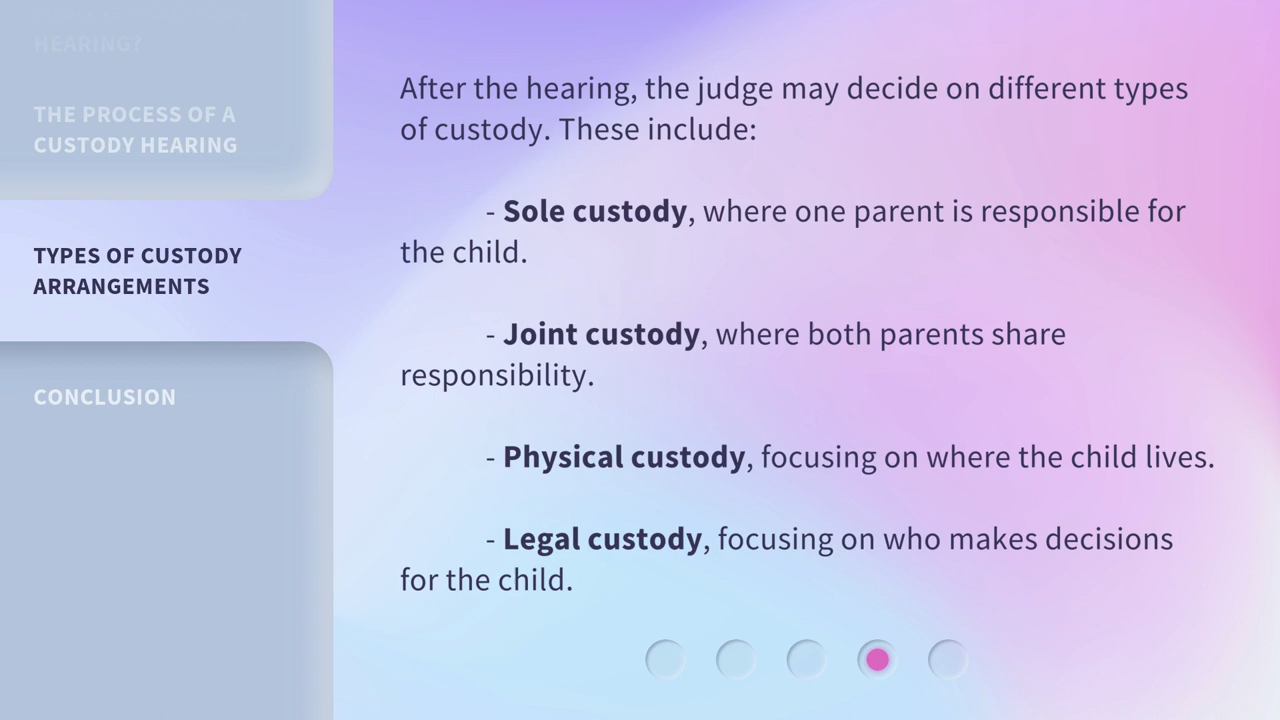 HEARING?
THE PROCESS OF A
CUSTODY HEARING
TYPES OF CUSTODY
ARRANGEMENTS
CONCLUSION
After the hearing, the judge may decide on different types
of custody. These include:
- Sole custody, where one parent is responsible for
the child.
- Joint custody, where both parents share
responsibility.
- Physical custody, focusing on where the child lives.
- Legal custody, focusing on who makes decisions
for the child.